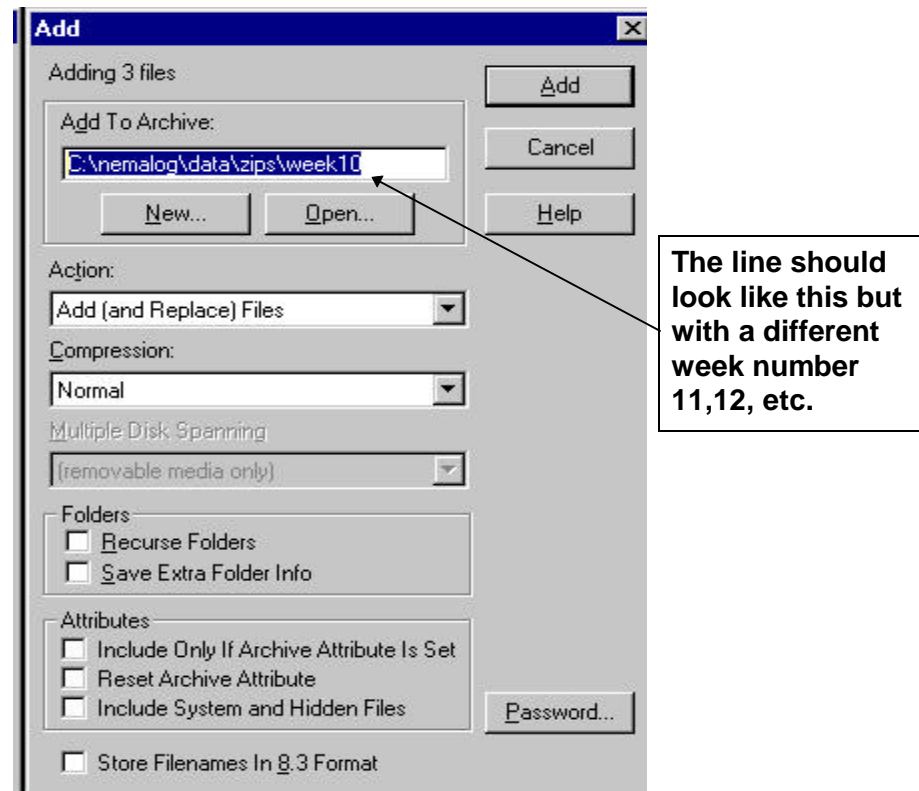 Add
Adding 3 files
Add
Add To Archive:
C:\nemalog\data\zips\week10
Cancel
New...
Open...
Help
The line should
look like this but
with a different
week number
11,12, etc.
Action:
Add (and Replace) Files
Compression:
Normal
Multiple Disk Spanning
(removable media only)
Folders
Recurse Folders
Save Extra Folder Info
Attributes
Include Only If Archive Attribute Is Set
Reset Archive Attribute
Include System and Hidden Files
Password...
Store Filenames In 8.3 Format